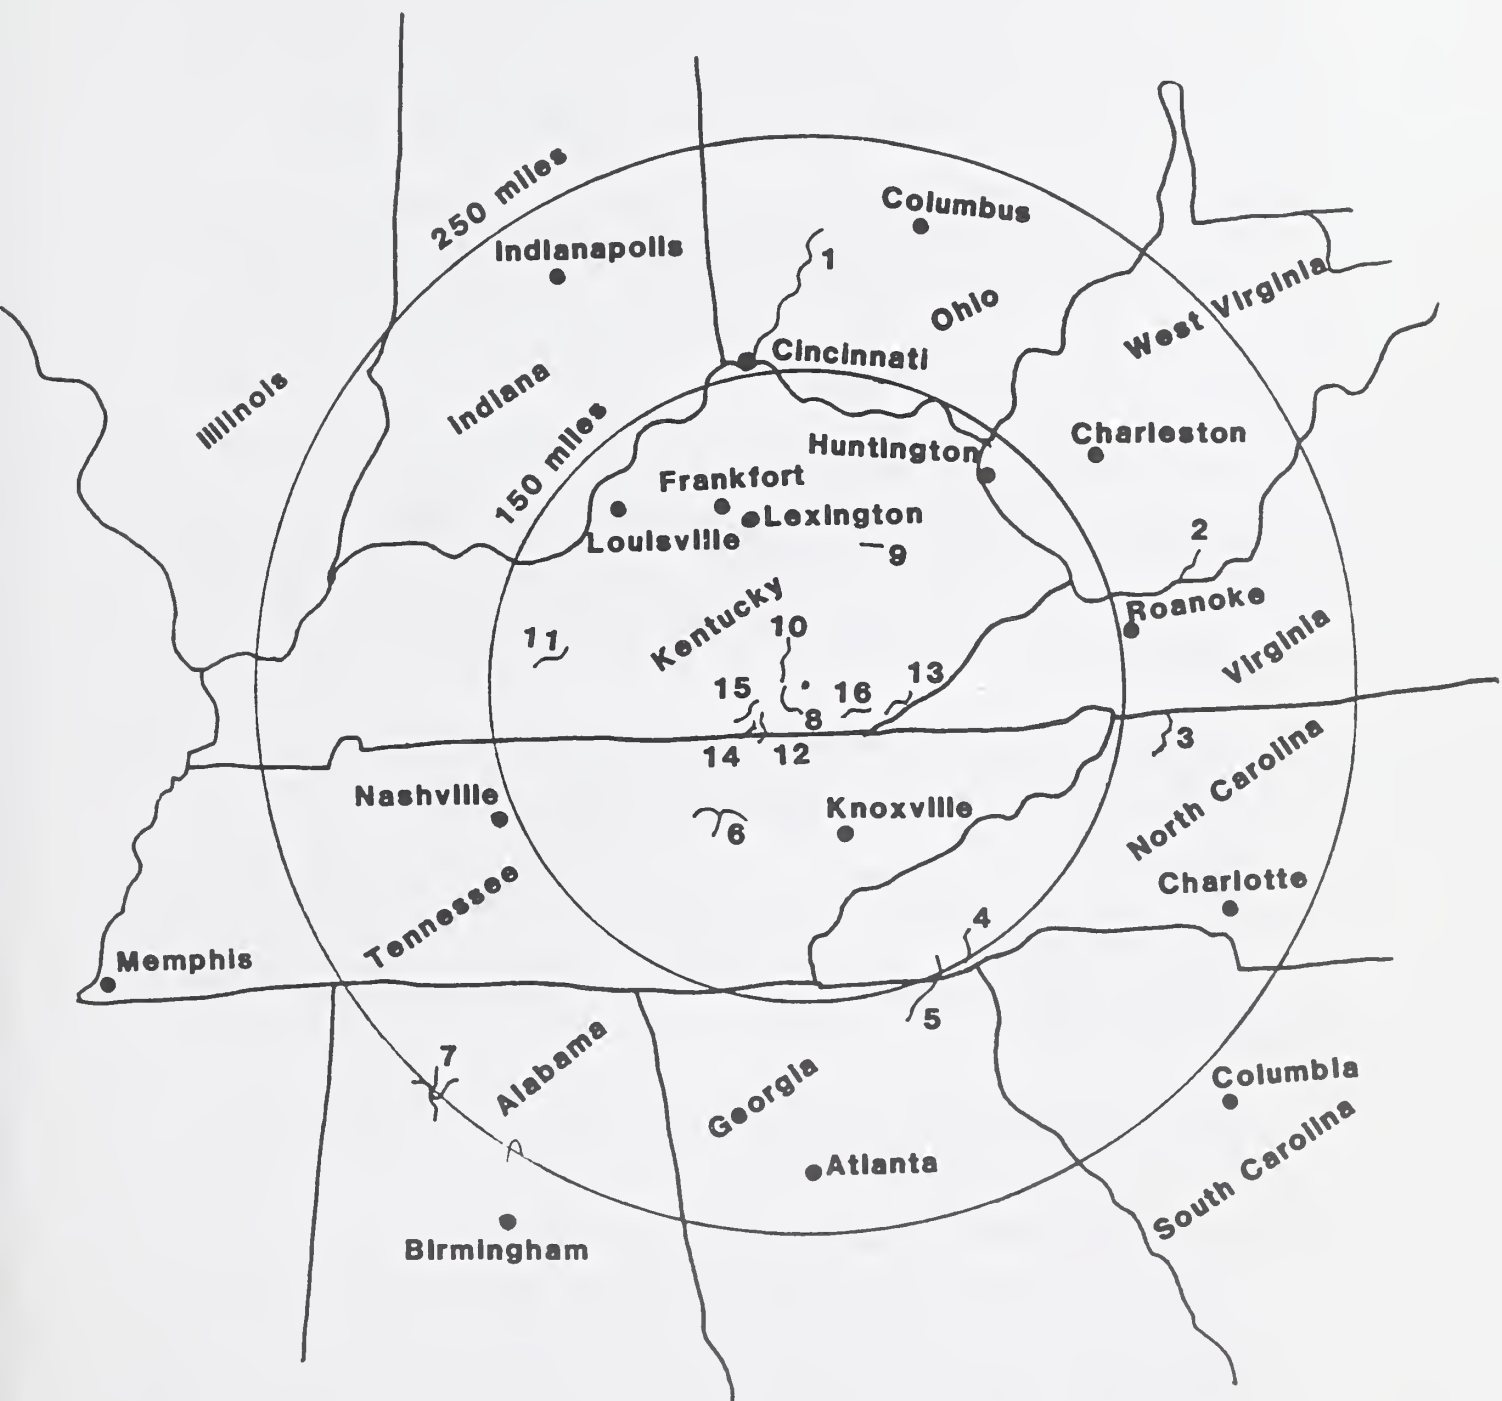 250 miles
Columbus
Indianapolis
1
Ohio
West Virginia
Cincinnati
Illinois
Indiana
150 miles
Huntington
Charleston
Frankfort
Lexington
Louisville
9
2
Roanoke
Kentucky
10
11
Virginia
15
16
13
8
14
12
3
Nashville
Knoxville
6
North Carolina
Charlotte
Tennessee
4
Memphis
5
7
Alabama
Georgia
Columbia
Atlanta
South Carolina
Birmingham